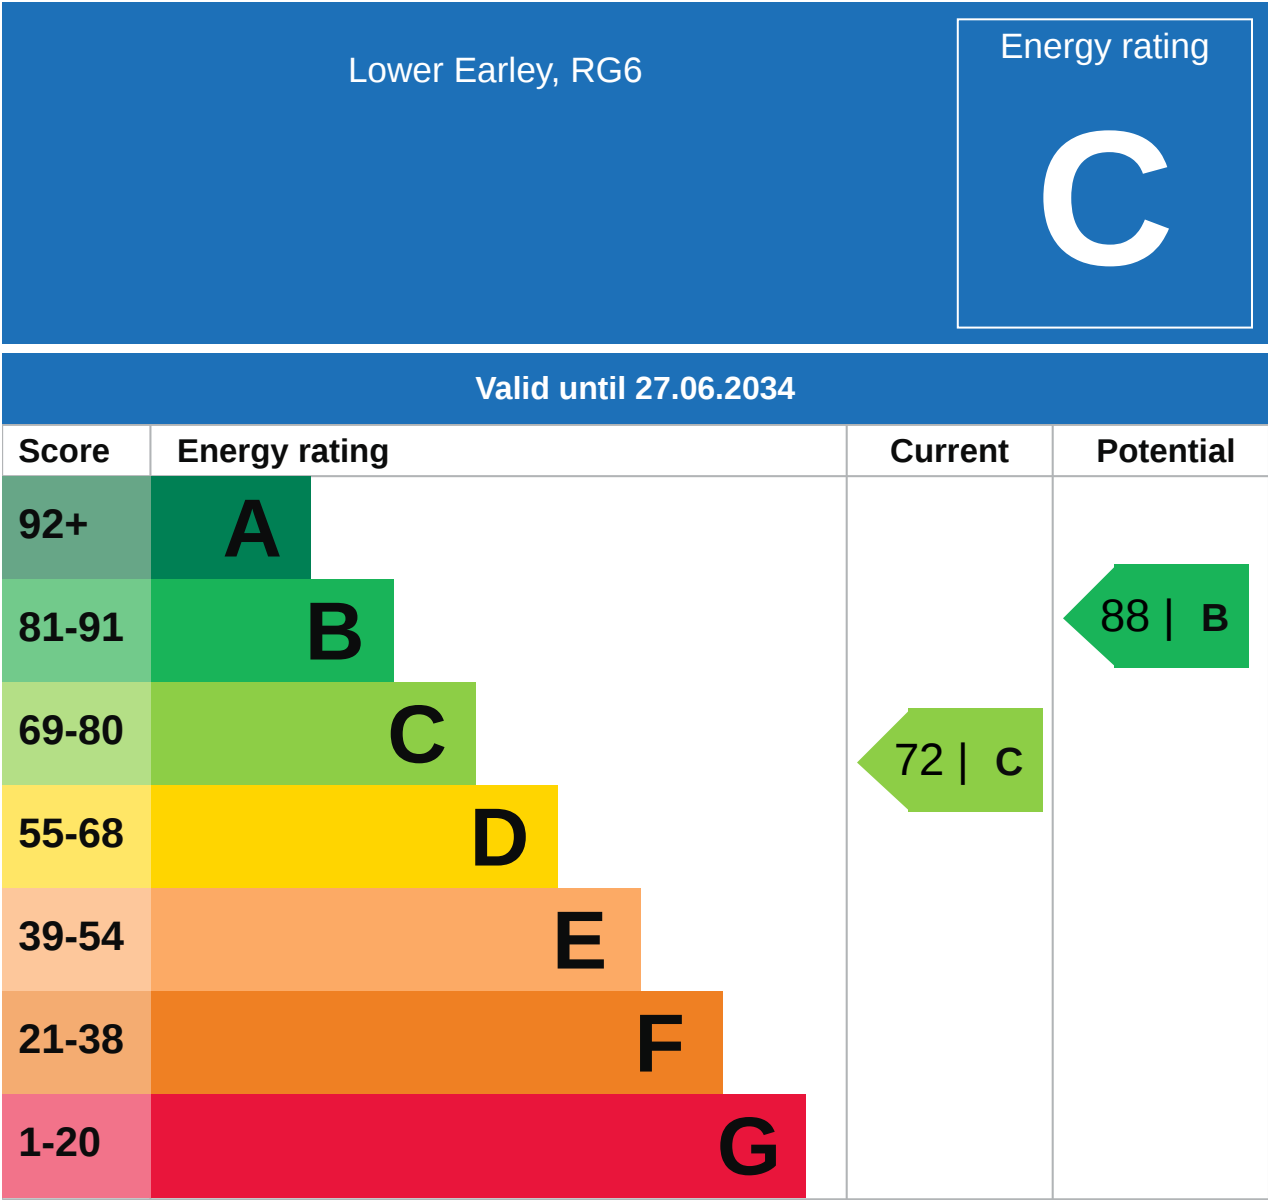 Lower Earley, RG6
Energy rating
C
Valid until 27.06.2034
Score Energy rating Current Potential
92+ A
81-91 B
88 | B
69-80 C
72 | C
55-68 D
39-54 E
21-38 F
1-20 G